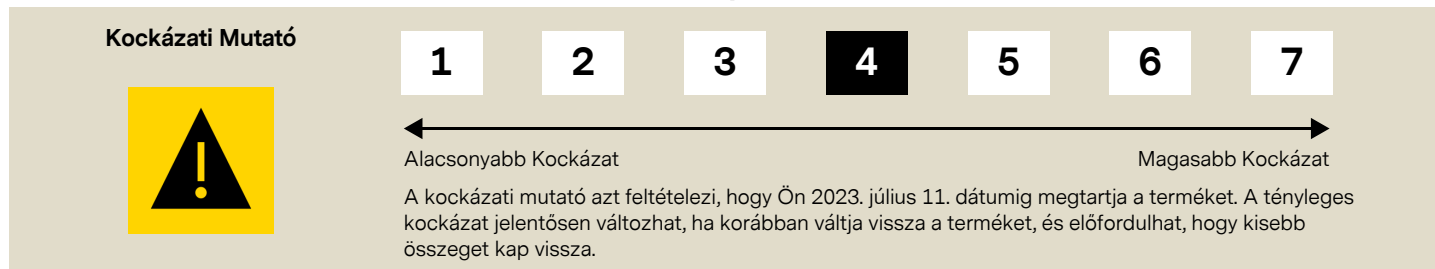 Kockázati Mutató
1 2 3 4 5 6 7
Alacsonyabb Kockázat Magasabb Kockázat
A kockázati mutató azt feltételezi, hogy Ön 2023. július 11. dátumig megtartja a terméket. A tényleges
kockázat jelentősen változhat, ha korábban váltja vissza a terméket, és előfordulhat, hogy kisebb
összeget kap vissza.